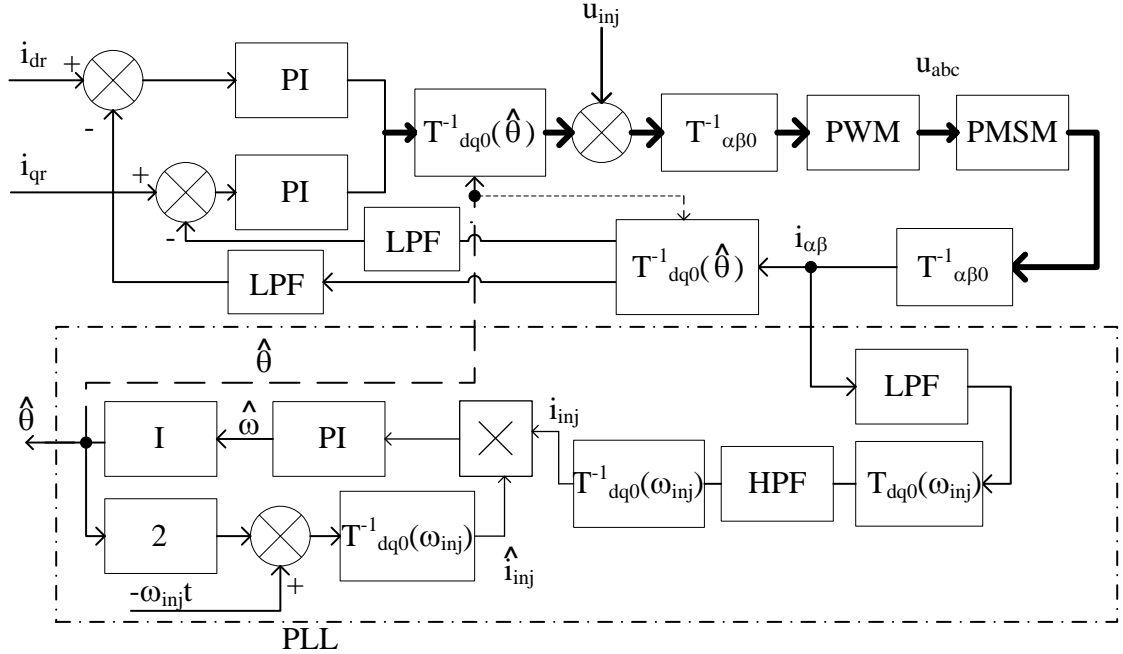 u_inj
i_dr
+
PI
u_abc
-
T^-1_dq0(θ̂)
T^-1_αβ0
PWM
PMSM
i_qr
+
PI
-
LPF
T^-1_dq0(θ̂)
i_αβ
T^-1_αβ0
LPF
θ̂
LPF
θ̂
I
ω̂
PI
i_inj
T^-1_dq0(ω_inj)
HPF
T_dq0(ω_inj)
2
T^-1_dq0(ω_inj)
î_inj
+
-ω_inj t
PLL